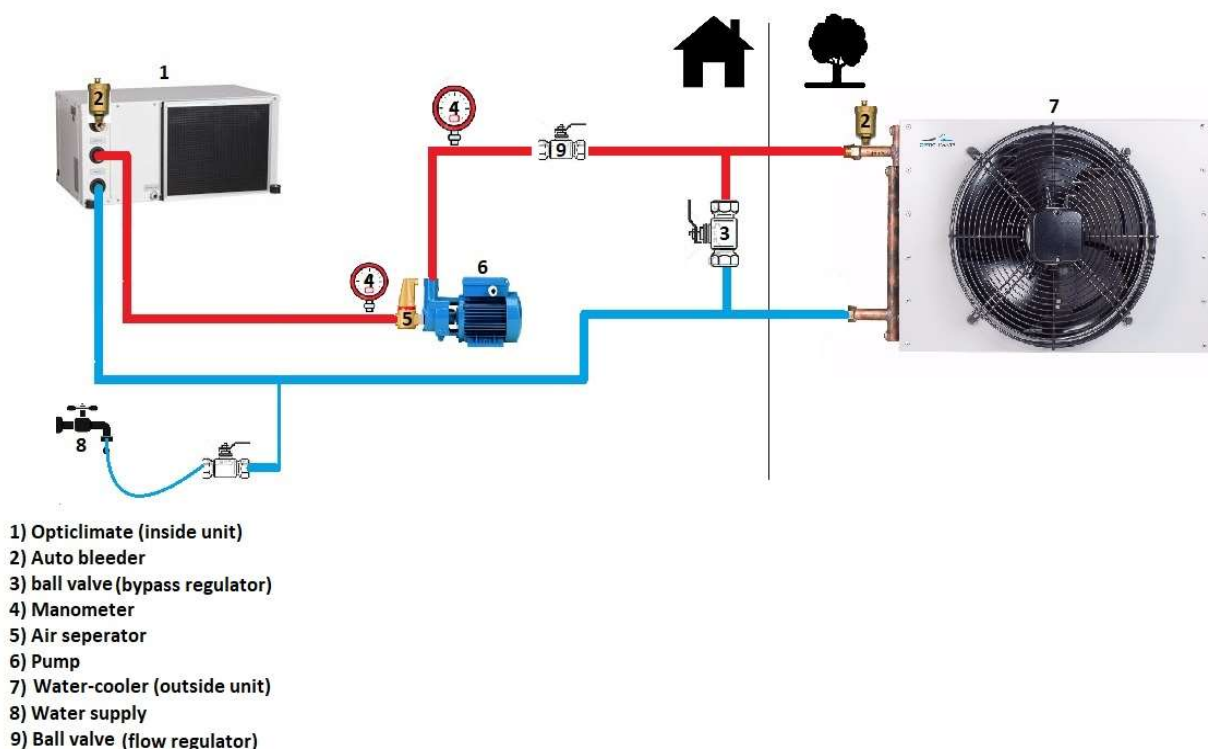 1
2
4
9
2
7
3
4
6
5
8
1) Opticlimate (inside unit)
2) Auto bleeder
3) ball valve (bypass regulator)
4) Manometer
5) Air seperator
6) Pump
7) Water-cooler (outside unit)
8) Water supply
9) Ball valve (flow regulator)